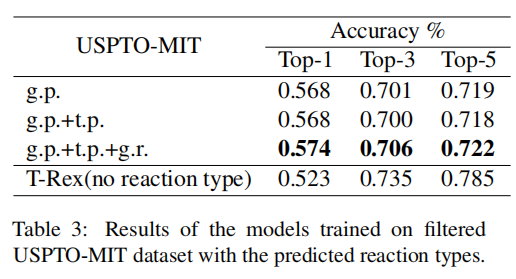 USPTO-MIT Accuracy %
Top-1 Top-3 Top-5
g.p. 0.568 0.701 0.719
g.p.+t.p. 0.568 0.700 0.718
g.p.+t.p.+g.r. 0.574 0.706 0.722
T-Rex(no reaction type) 0.523 0.735 0.785
Table 3: Results of the models trained on filtered
USPTO-MIT dataset with the predicted reaction types.